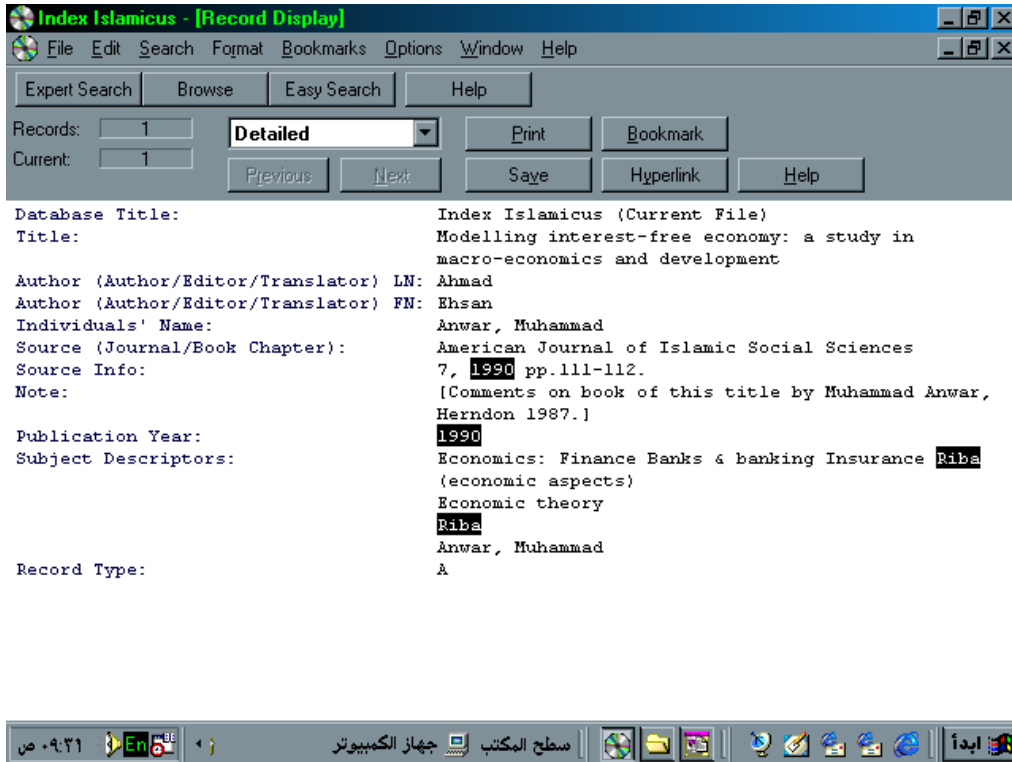 Index Islamicus - [Record Display]
File Edit Search Format Bookmarks Options Window Help
Expert Search Browse Easy Search Help
Records: 1 Detailed Print Bookmark
Current: 1 Previous Next Save Hyperlink Help
Database Title: Index Islamicus (Current File)
Title: Modelling interest-free economy: a study in
macro-economics and development
Author (Author/Editor/Translator) LN: Ahmad
Author (Author/Editor/Translator) FN: Ehsan
Individuals' Name: Anwar, Muhammad
Source (Journal/Book Chapter): American Journal of Islamic Social Sciences
Source Info: 7, 1990 pp.111-112.
Note: [Comments on book of this title by Muhammad Anwar,
Herndon 1987.]
Publication Year: 1990
Subject Descriptors: Economics: Finance Banks & banking Insurance Riba
(economic aspects)
Economic theory
Riba
Anwar, Muhammad
Record Type: A
ابدأ سطح المكتب جهاز الكمبيوتر En ٠٩:٣١ ص